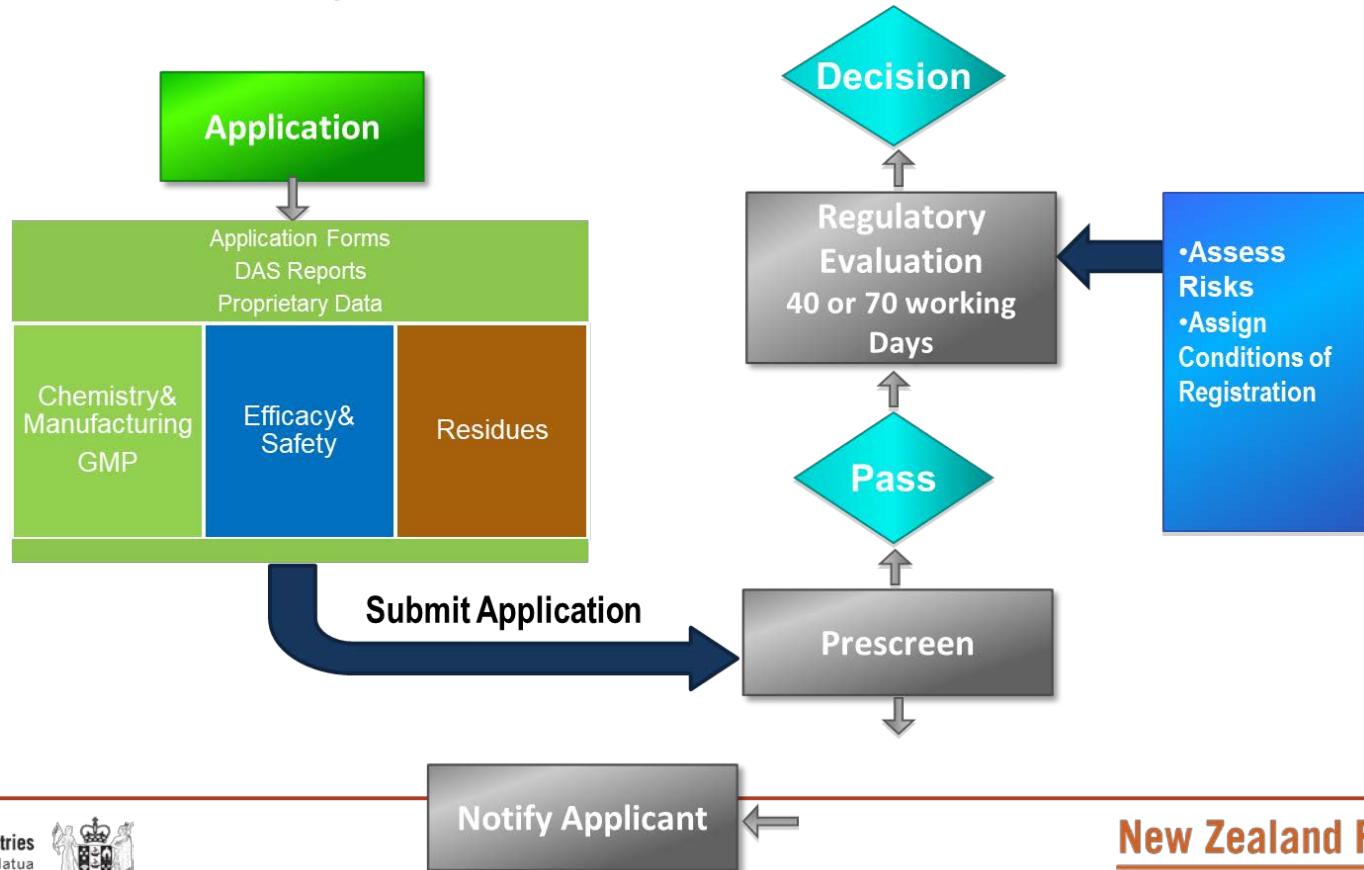 Application
Application Forms
DAS Reports
Proprietary Data
Chemistry&
Manufacturing
GMP
Efficacy&
Safety
Residues
Submit Application
Decision
Regulatory
Evaluation
40 or 70 working
Days
•Assess
Risks
•Assign
Conditions of
Registration
Pass
Prescreen
Notify Applicant
tries
latua
New Zealand F